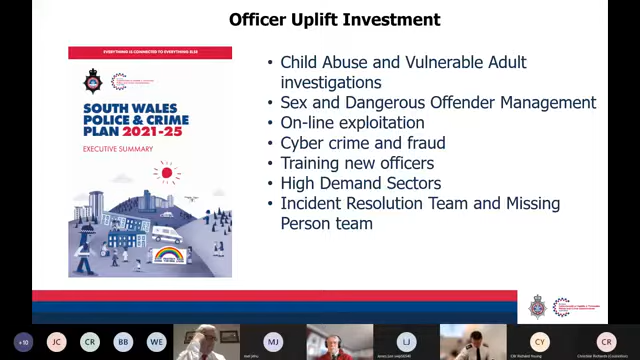 Officer Uplift Investment
EVERYTHING IS CONNECTED TO EVERYTHING ELSE
SOUTH WALES
POLICE & CRIME
PLAN 2021-25
EXECUTIVE SUMMARY
• Child Abuse and Vulnerable Adult
investigations
• Sex and Dangerous Offender Management
• On-line exploitation
• Cyber crime and fraud
• Training new officers
• High Demand Sectors
• Incident Resolution Team and Missing
Person team
+10
JC
CR
BB
WE
MJ
LJ
CY
CR